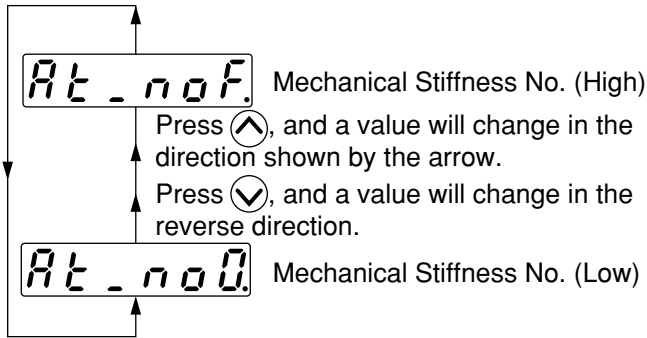 At_noF. Mechanical Stiffness No. (High)
Press , and a value will change in the
direction shown by the arrow.
Press , and a value will change in the
reverse direction.
At_no0. Mechanical Stiffness No. (Low)